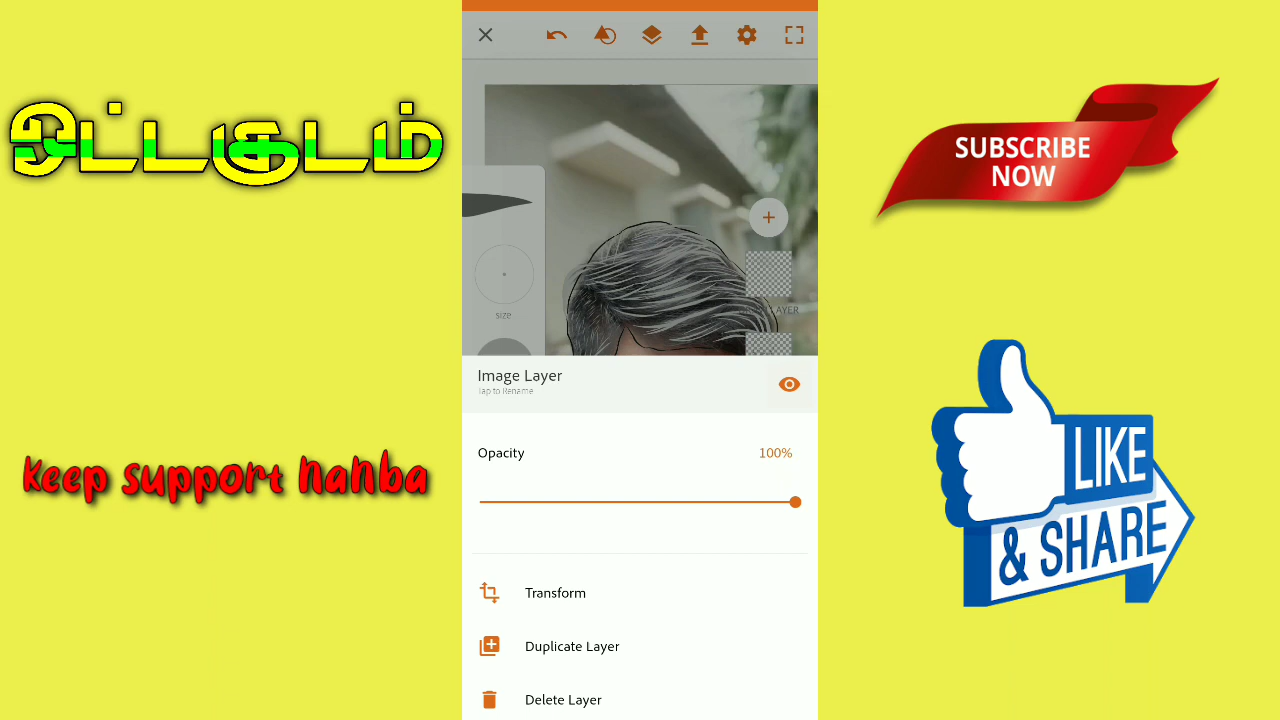 ஓட்டகுடம்
Keep support nanba
size
LAYER
Image Layer
Tap to Rename
Opacity
100%
Transform
Duplicate Layer
Delete Layer
SUBSCRIBE
NOW
LIKE
& SHARE